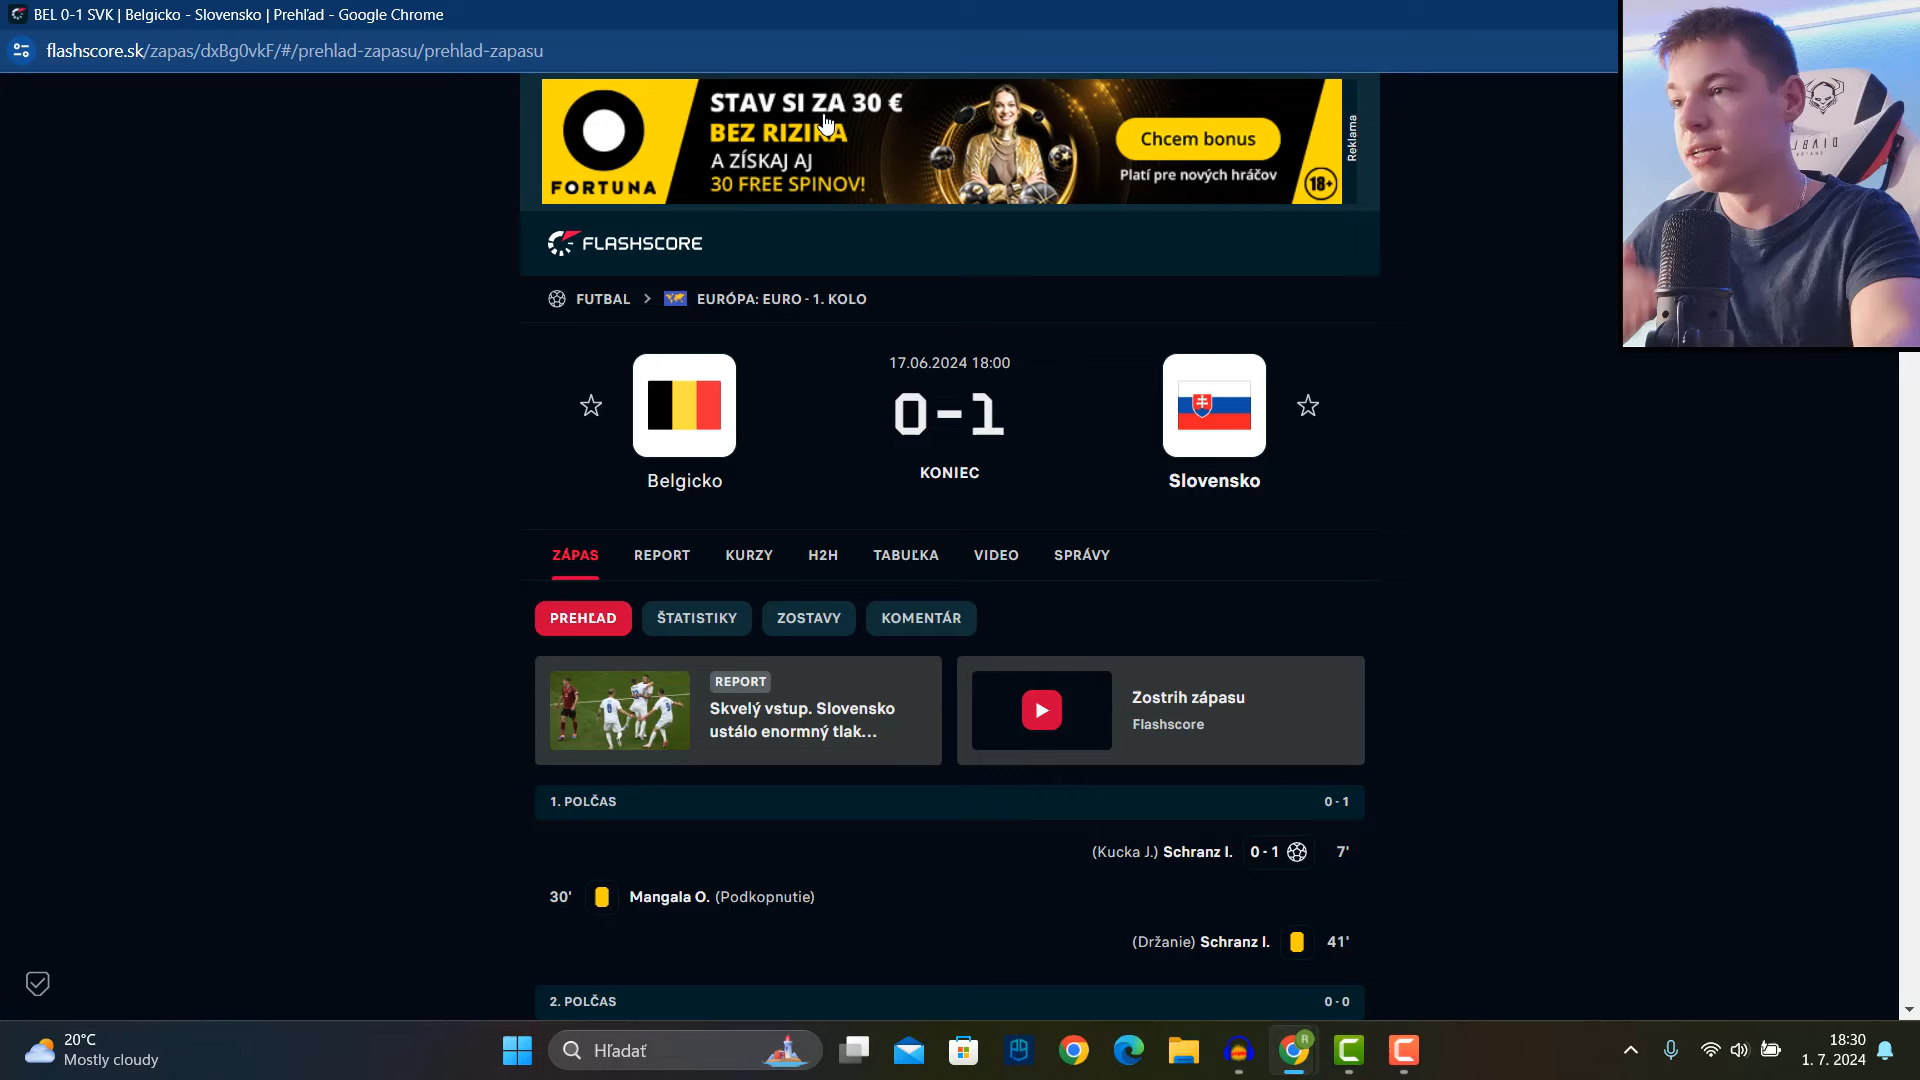 BEL 0-1 SVK | Belgicko - Slovensko | Prehľad - Google Chrome
flashscore.sk/zapas/dxBg0vkF/#/prehlad-zapasu/prehlad-zapasu
FORTUNA
STAV SI ZA 30 €
BEZ RIZIKA
A ZÍSKAJ AJ
30 FREE SPINOV!
Chcem bonus
Platí pre nových hráčov
18+
Reklama
FLASHSCORE
FUTBAL > EURÓPA: EURO - 1. KOLO
17.06.2024 18:00
0-1
KONIEC
Belgicko
Slovensko
ZÁPAS REPORT KURZY H2H TABUĽKA VIDEO SPRÁVY
PREHĽAD ŠTATISTIKY ZOSTAVY KOMENTÁR
REPORT
Skvelý vstup. Slovensko
ustálo enormný tlak...
Zostrih zápasu
Flashscore
1. POLČAS 0 - 1
(Kucka J.) Schranz I. 0 - 1 7'
30' Mangala O. (Podkopnutie)
(Držanie) Schranz I. 41'
2. POLČAS 0 - 0
20°C
Mostly cloudy
Hľadať
18:30
1. 7. 2024